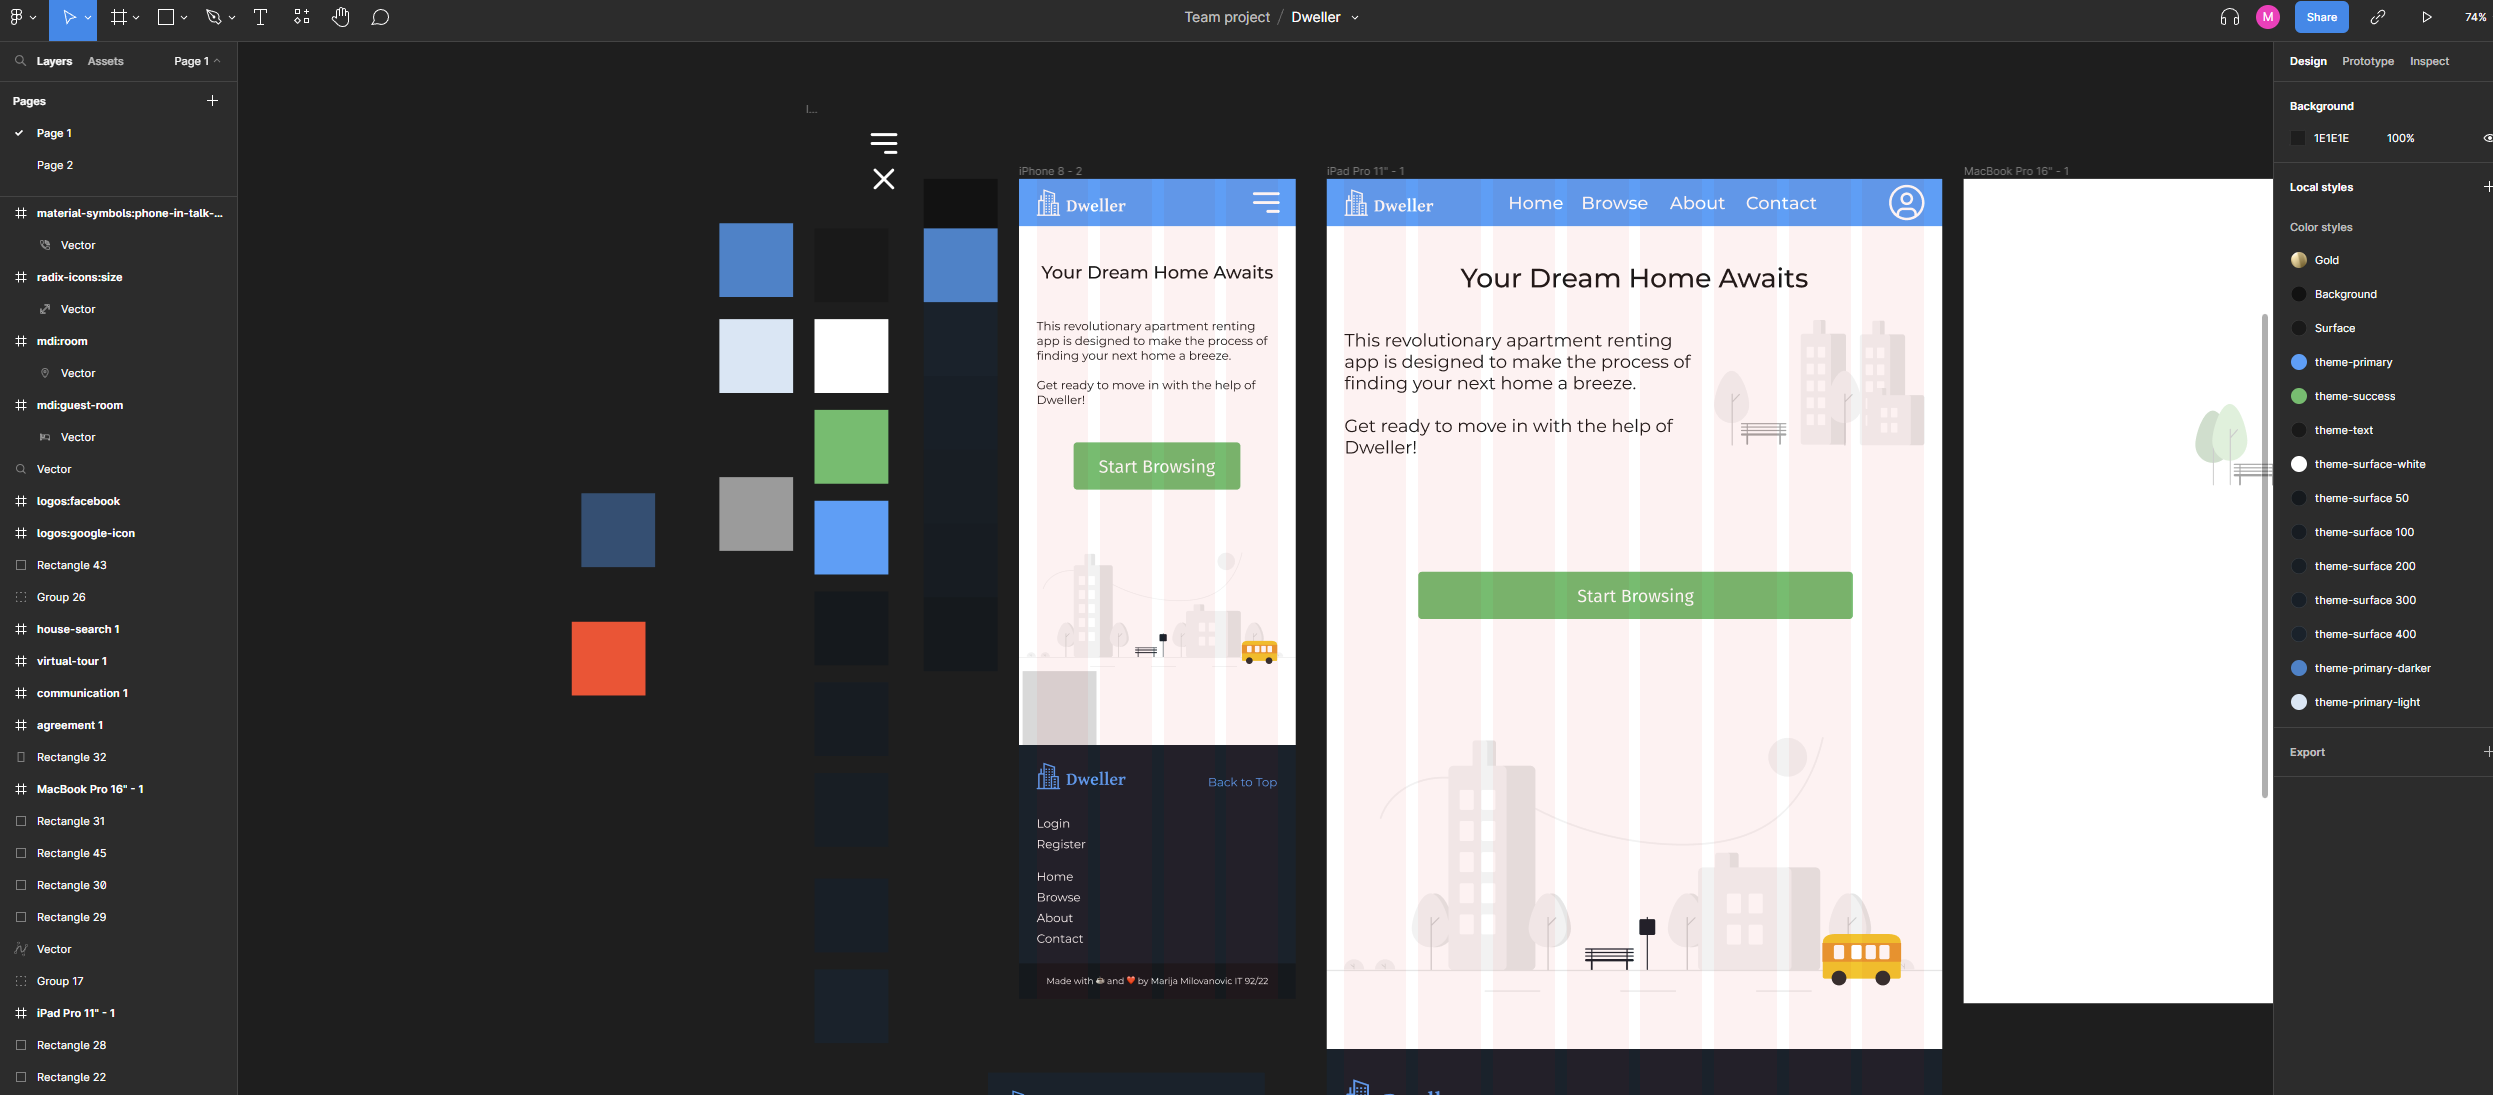 Team project / Dweller
M
Share
74%
Layers
Assets
Page 1
Pages
Page 1
Page 2
material-symbols:phone-in-talk-...
Vector
radix-icons:size
Vector
mdi:room
Vector
mdi:guest-room
Vector
Vector
logos:facebook
logos:google-icon
Rectangle 43
Group 26
house-search 1
virtual-tour 1
communication 1
agreement 1
Rectangle 32
MacBook Pro 16" - 1
Rectangle 31
Rectangle 45
Rectangle 30
Rectangle 29
Vector
Group 17
iPad Pro 11" - 1
Rectangle 28
Rectangle 22
I...
iPhone 8 - 2
Dweller
Your Dream Home Awaits
This revolutionary apartment renting
app is designed to make the process of
finding your next home a breeze.
Get ready to move in with the help of
Dweller!
Start Browsing
Dweller
Back to Top
Login
Register
Home
Browse
About
Contact
Made with ☕ and ❤️ by Marija Milovanovic IT 92/22
iPad Pro 11" - 1
Dweller
Home
Browse
About
Contact
Your Dream Home Awaits
This revolutionary apartment renting
app is designed to make the process of
finding your next home a breeze.
Get ready to move in with the help of
Dweller!
Start Browsing
MacBook Pro 16" - 1
Design
Prototype
Inspect
Background
1E1E1E
100%
Local styles
Color styles
Gold
Background
Surface
theme-primary
theme-success
theme-text
theme-surface-white
theme-surface 50
theme-surface 100
theme-surface 200
theme-surface 300
theme-surface 400
theme-primary-darker
theme-primary-light
Export